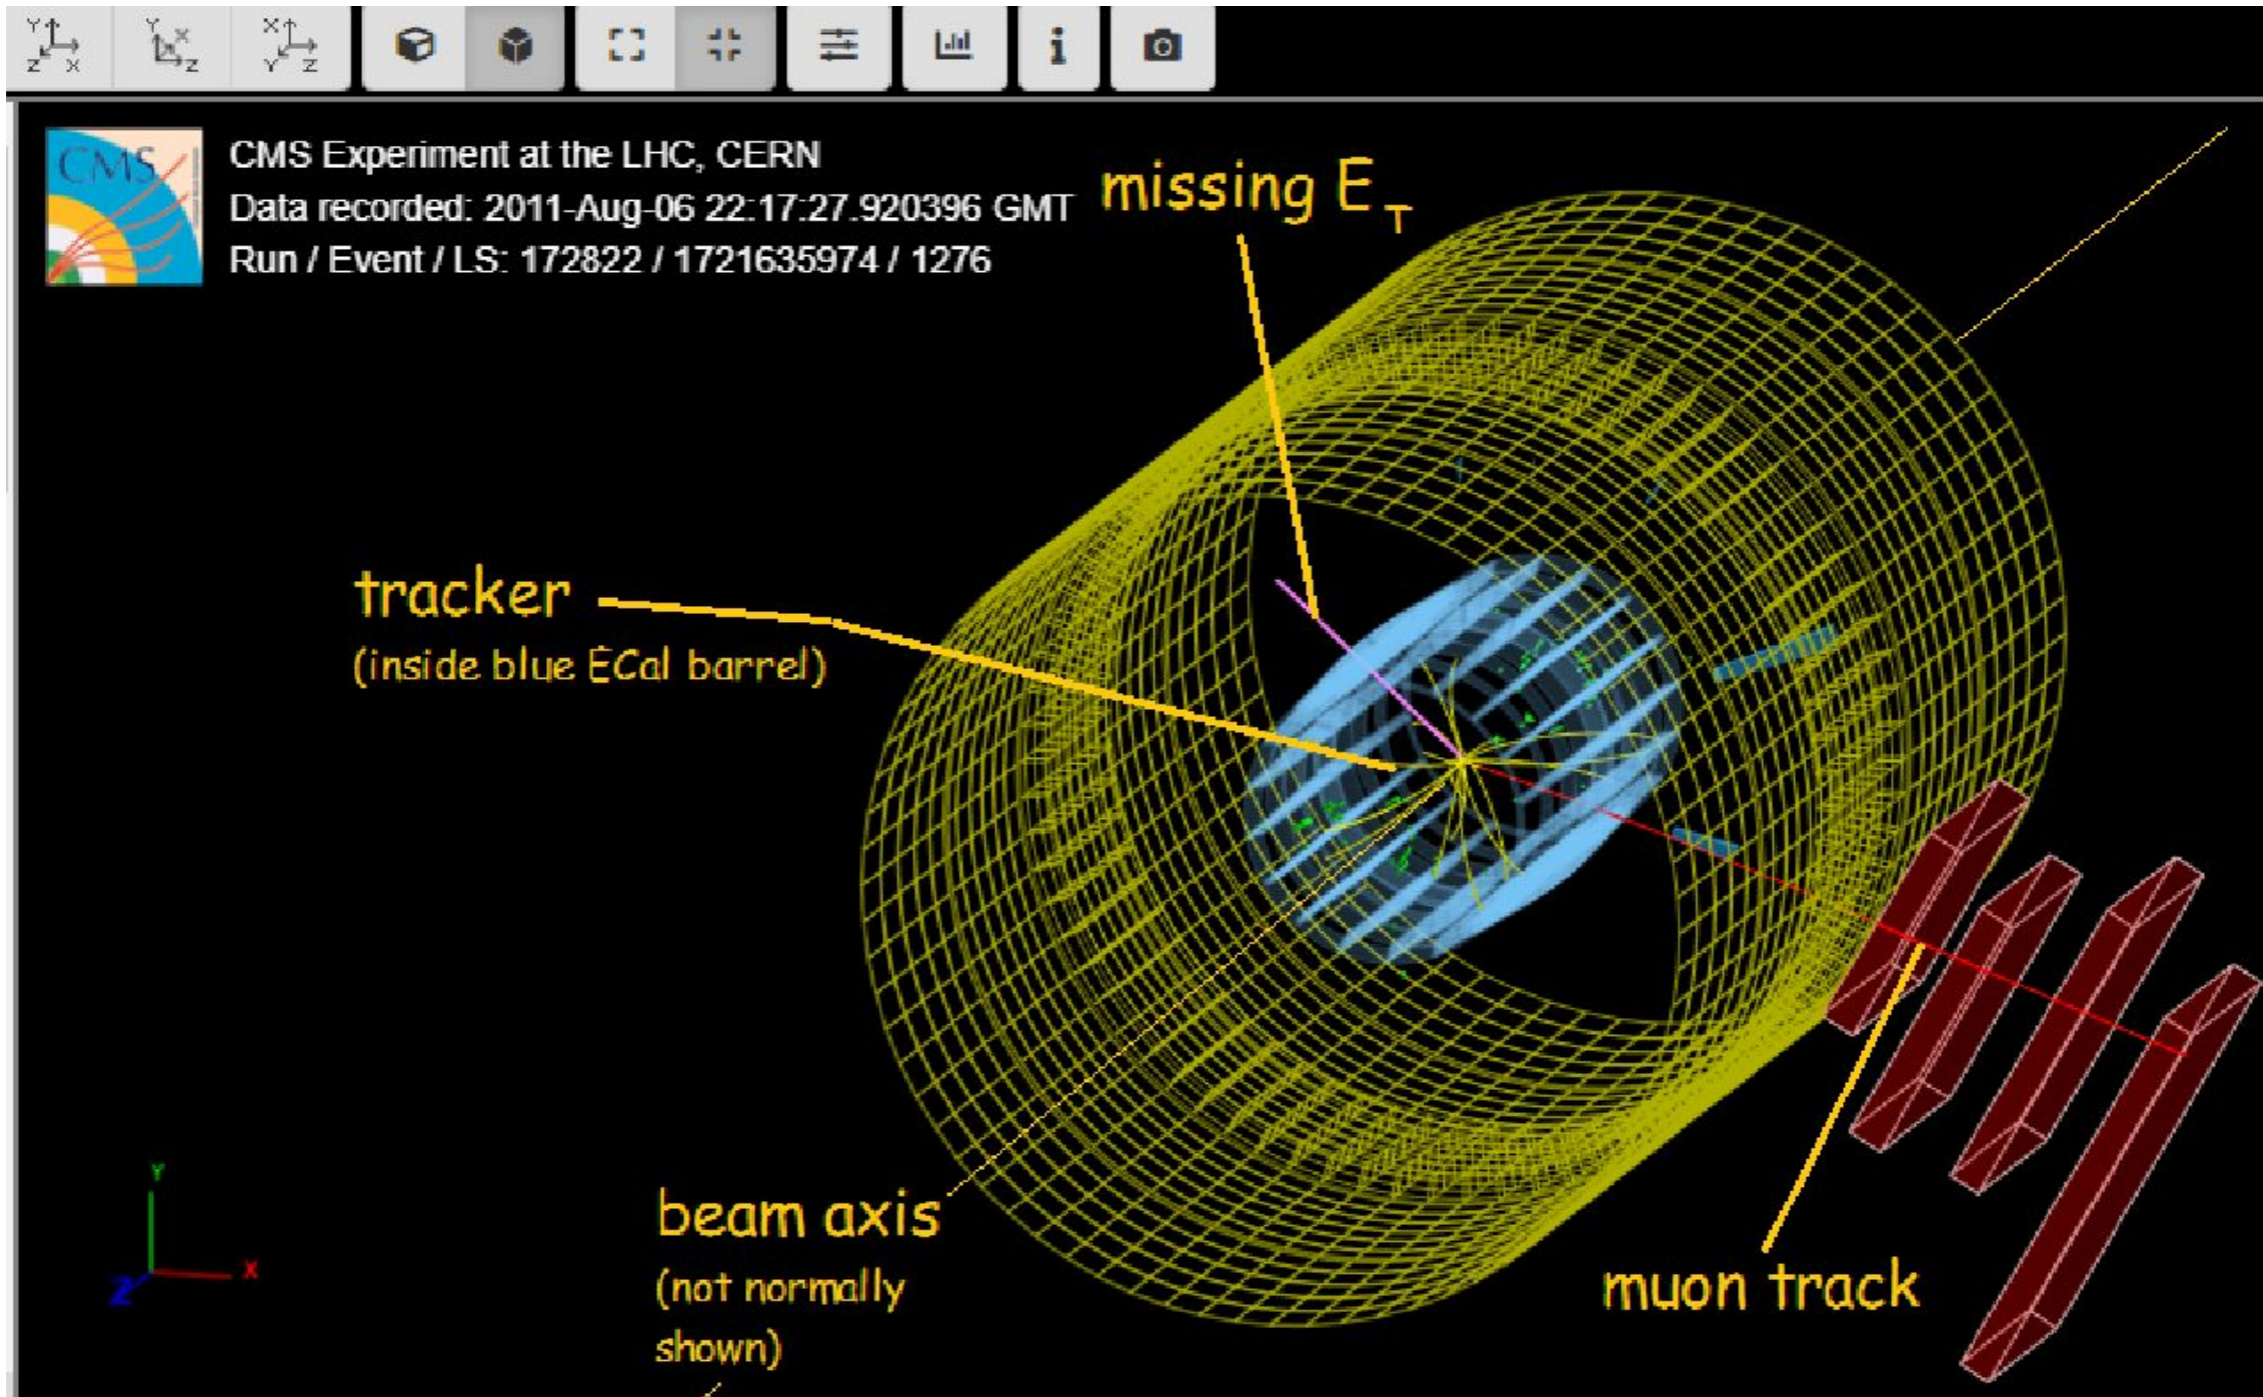 Y
Z X
Y X
Z
X
Y Z
i
CMS
CMS Experiment at the LHC, CERN
Data recorded: 2011-Aug-06 22:17:27.920396 GMT
Run / Event / LS: 172822 / 1721635974 / 1276
missing E T
tracker
(inside blue ECal barrel)
beam axis
(not normally
shown)
muon track
Y
X
Z